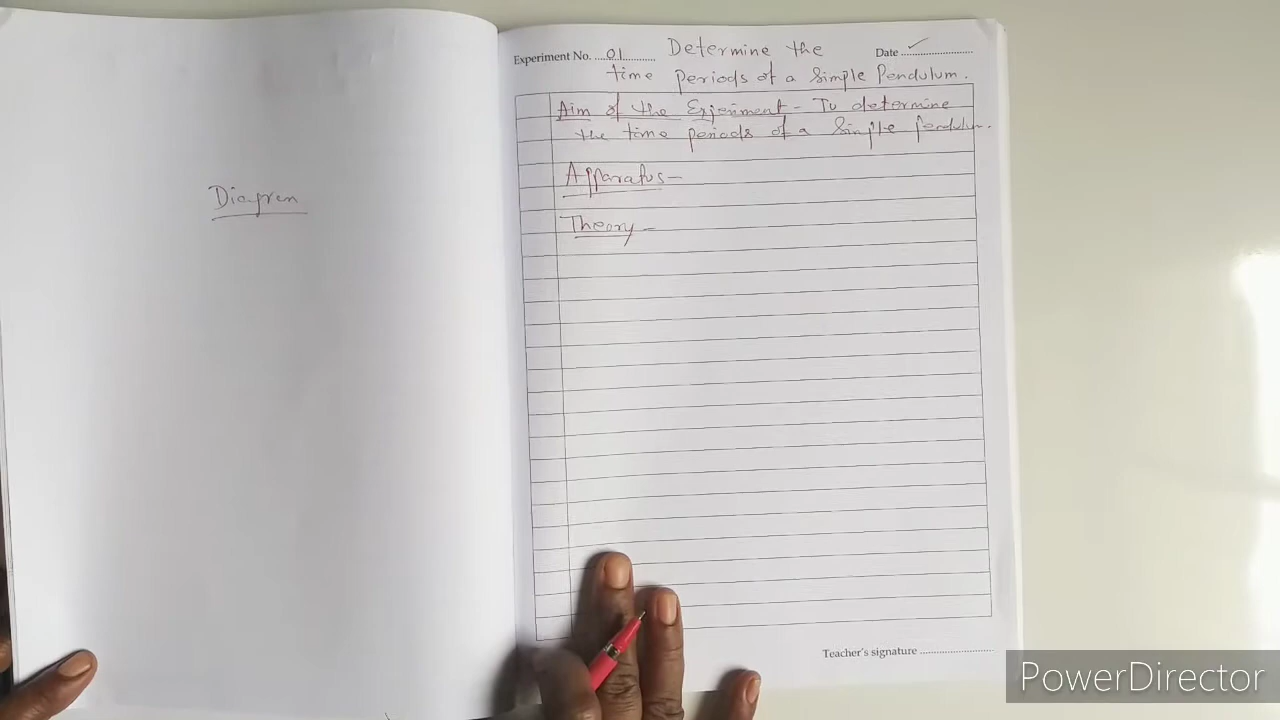 Diagren
Experiment No. ...01........... Determine the Date ........................
time periods of a Simple Pendulum.
Aim of the Experiment - To determine
the time periods of a Simple pendulum.
Apparatus -
Theory -
Teacher's signature ........................
PowerDirector